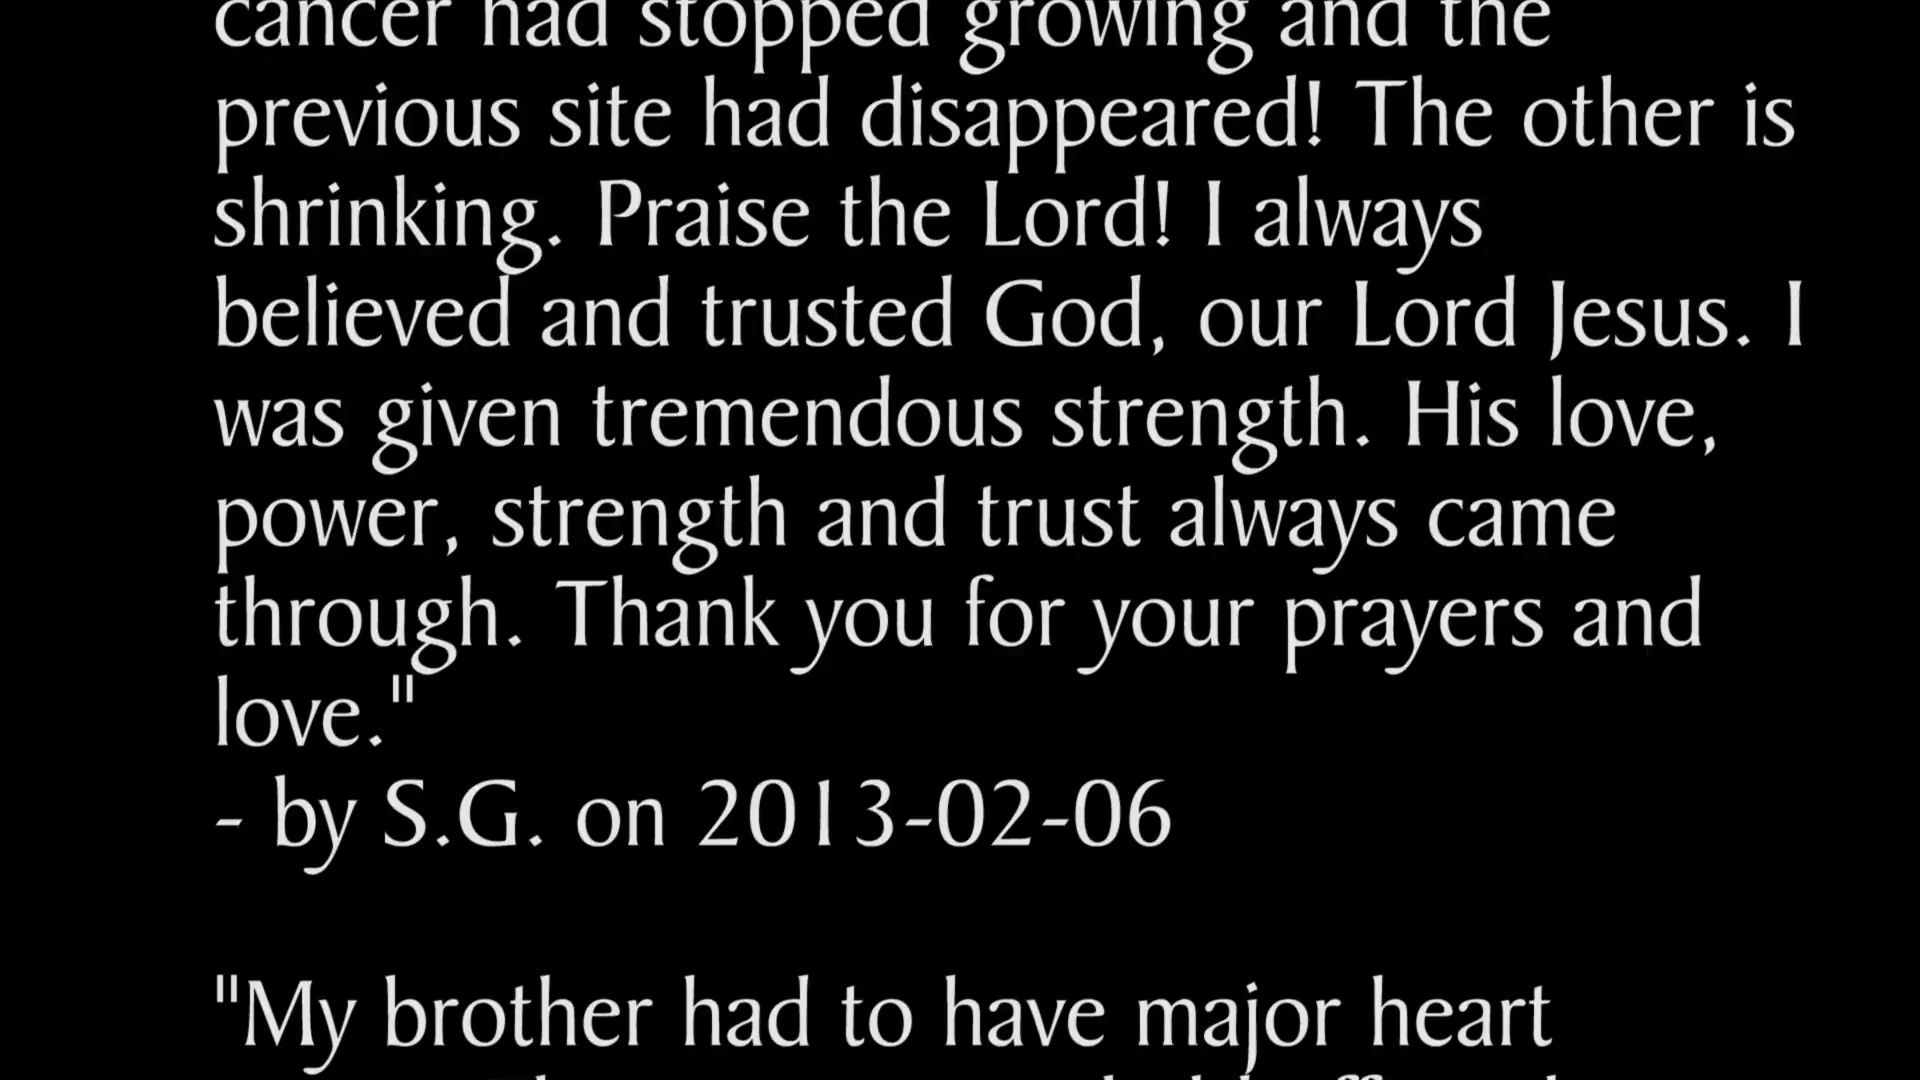 cancer had stopped growing and the
previous site had disappeared! The other is
shrinking. Praise the Lord! I always
believed and trusted God, our Lord Jesus. I
was given tremendous strength. His love,
power, strength and trust always came
through. Thank you for your prayers and
love."
- by S.G. on 2013-02-06
"My brother had to have major heart